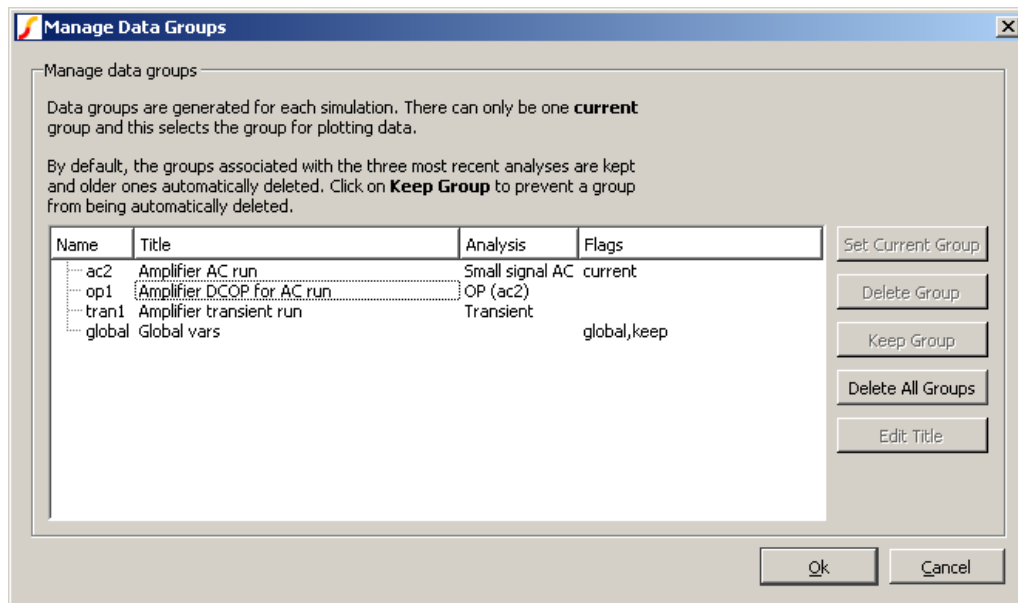 Manage Data Groups
Manage data groups
Data groups are generated for each simulation. There can only be one current
group and this selects the group for plotting data.
By default, the groups associated with the three most recent analyses are kept
and older ones automatically deleted. Click on Keep Group to prevent a group
from being automatically deleted.
Name Title Analysis Flags
ac2 Amplifier AC run Small signal AC current
op1 Amplifier DCOP for AC run OP (ac2)
tran1 Amplifier transient run Transient
global Global vars global,keep
Set Current Group
Delete Group
Keep Group
Delete All Groups
Edit Title
Ok Cancel